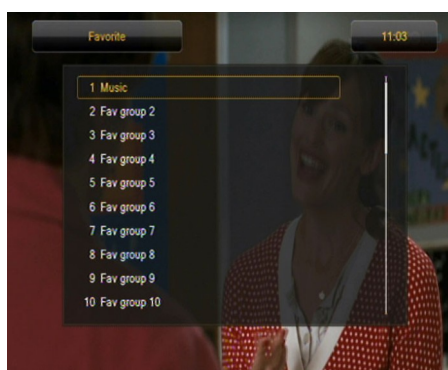 Favorite
11:03
1 Music
2 Fav group 2
3 Fav group 3
4 Fav group 4
5 Fav group 5
6 Fav group 6
7 Fav group 7
8 Fav group 8
9 Fav group 9
10 Fav group 10